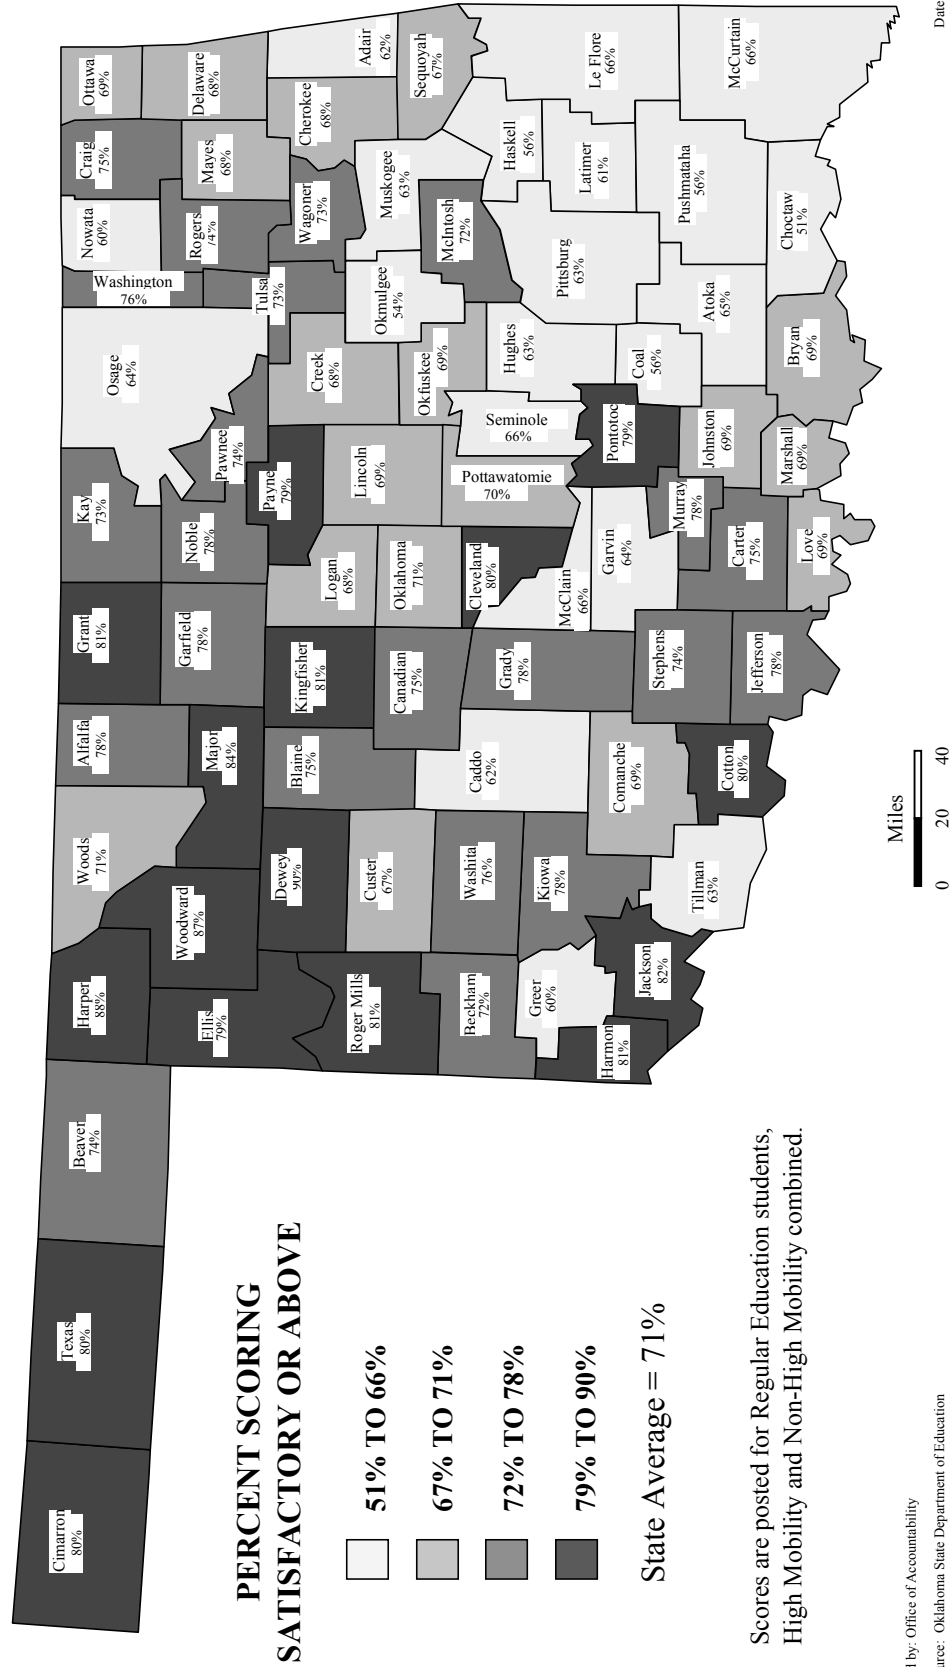 Cimarron
80%
Texas
80%
Beaver
74%
Harper
88%
Woods
71%
Alfalfa
78%
Grant
81%
Kay
73%
Osage
64%
Washington
76%
Nowata
60%
Craig
75%
Ottawa
69%
Ellis
79%
Woodward
87%
Major
84%
Garfield
78%
Noble
78%
Pawnee
74%
Rogers
74%
Mayes
68%
Delaware
68%
Roger Mills
81%
Dewey
90%
Blaine
75%
Kingfisher
81%
Logan
68%
Payne
79%
Creek
68%
Tulsa
73%
Wagoner
73%
Cherokee
68%
Adair
62%
Custer
67%
Canadian
75%
Oklahoma
71%
Lincoln
69%
Okfuskee
69%
Okmulgee
54%
Muskogee
63%
Sequoyah
67%
Beckham
72%
Washita
76%
Caddo
62%
Grady
78%
Cleveland
80%
Pottawatomie
70%
Seminole
66%
Hughes
63%
McIntosh
72%
Haskell
56%
Le Flore
66%
Greer
60%
Kiowa
78%
McClain
66%
Garvin
64%
Pontotoc
79%
Pittsburg
63%
Latimer
61%
Harmon
81%
Jackson
82%
Comanche
69%
Stephens
74%
Murray
78%
Johnston
69%
Coal
56%
Atoka
65%
Pushmataha
56%
McCurtain
66%
Tillman
63%
Cotton
80%
Jefferson
78%
Carter
75%
Love
69%
Marshall
69%
Bryan
69%
Choctaw
51%
PERCENT SCORING
SATISFACTORY OR ABOVE
51% TO 66%
67% TO 71%
72% TO 78%
79% TO 90%
State Average = 71%
Scores are posted for Regular Education students,
High Mobility and Non-High Mobility combined.
Miles
0 20 40
by: Office of Accountability
urce: Oklahoma State Department of Education
Date